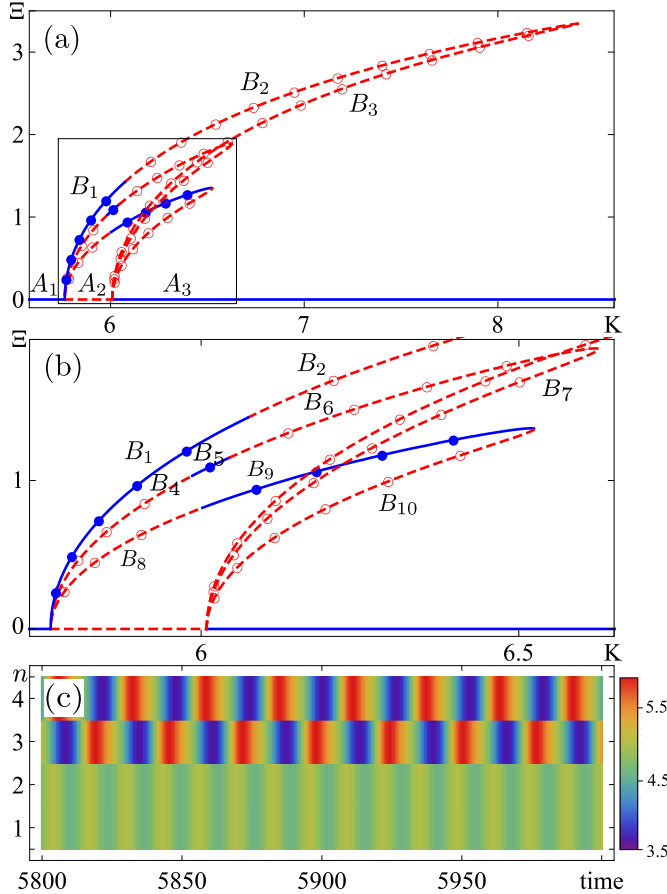 Ξ
(a)
3
B₂
B₃
2
B₁
1
A₁ A₂ A₃
0
6 7 8 K
Ξ
(b)
B₂
B₆
B₇
B₁ B₅
1
B₄ B₉
B₁₀
B₈
0
6 6.5 K
n
(c)
4
5.5
3
4.5
2
1
3.5
5800 5850 5900 5950 time